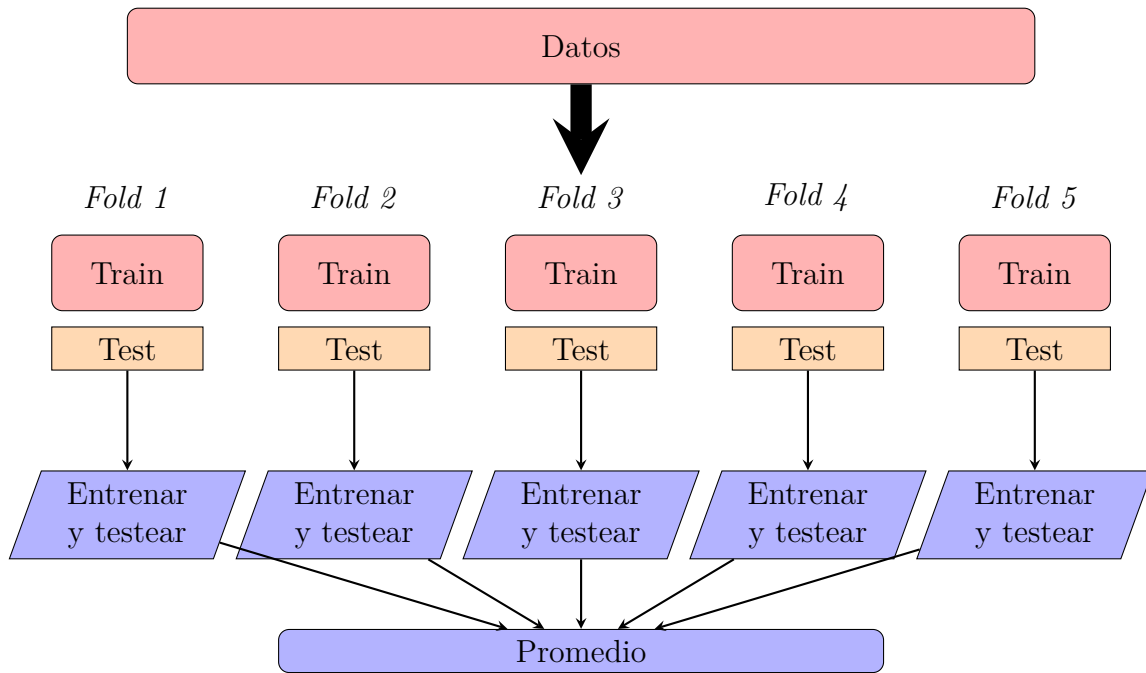 Datos
Fold 1 Fold 2 Fold 3 Fold 4 Fold 5
Train Train Train Train Train
Test Test Test Test Test
Entrenar Entrenar Entrenar Entrenar Entrenar
y testear y testear y testear y testear y testear
Promedio